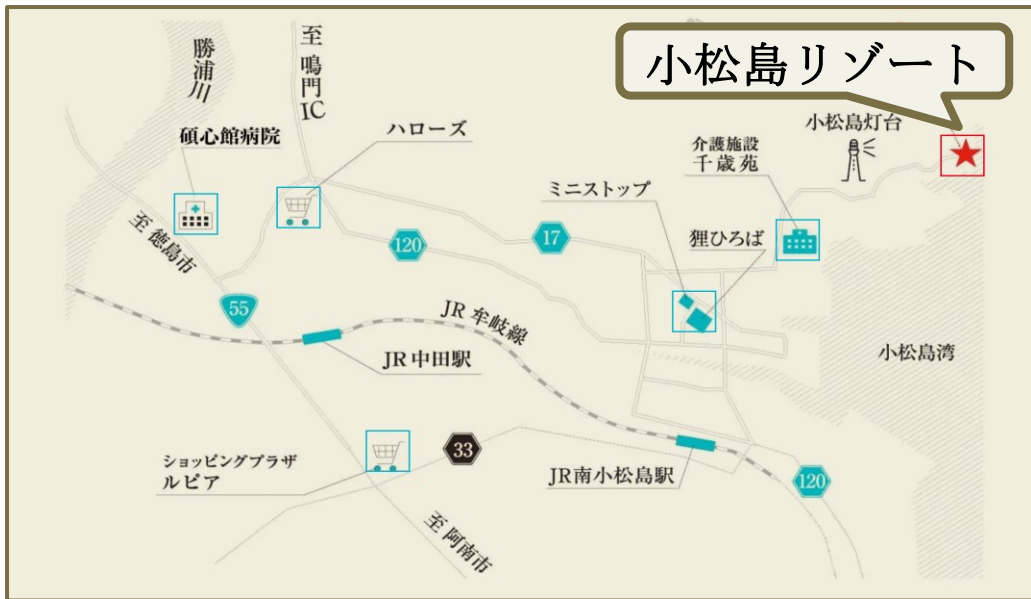 小松島リゾート
勝浦川
至 鳴門IC
碩心館病院
ハローズ
小松島灯台
介護施設
千歳苑
ミニストップ
狸ひろば
至 徳島市
120
17
55
JR 牟岐線
JR 中田駅
小松島湾
ショッピングプラザ
ルピア
33
JR南小松島駅
120
至 阿南市